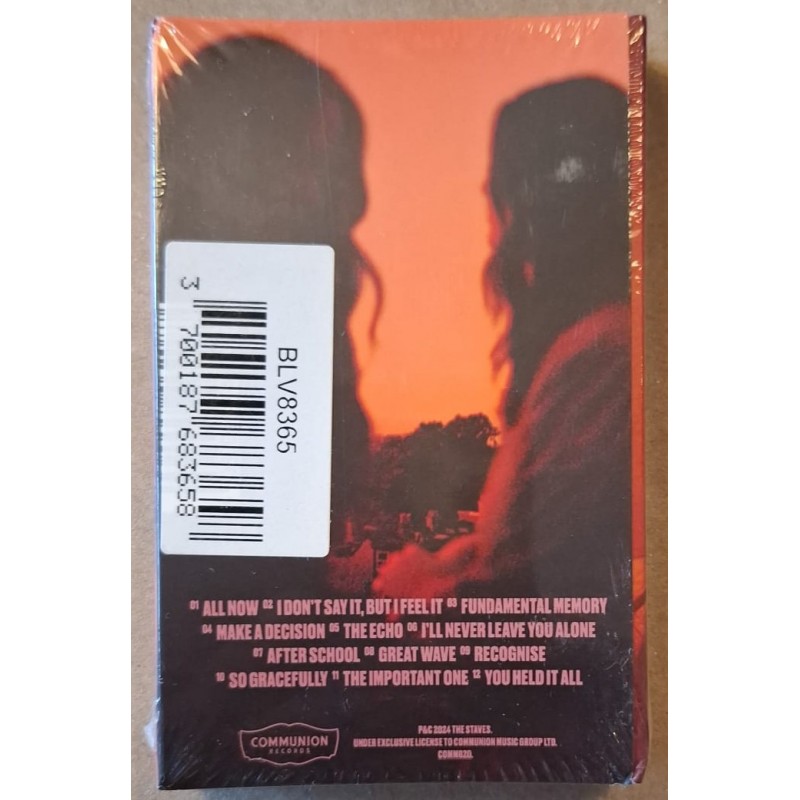 BLV8365
3 700187 683658
01 ALL NOW 02 I DON'T SAY IT, BUT I FEEL IT 03 FUNDAMENTAL MEMORY
04 MAKE A DECISION 05 THE ECHO 06 I'LL NEVER LEAVE YOU ALONE
07 AFTER SCHOOL 08 GREAT WAVE 09 RECOGNISE
10 SO GRACEFULLY 11 THE IMPORTANT ONE 12 YOU HELD IT ALL
COMMUNION
RECORDS
P&C 2024 THE STAVES.
UNDER EXCLUSIVE LICENSE TO COMMUNION MUSIC GROUP LTD.
COMM820.